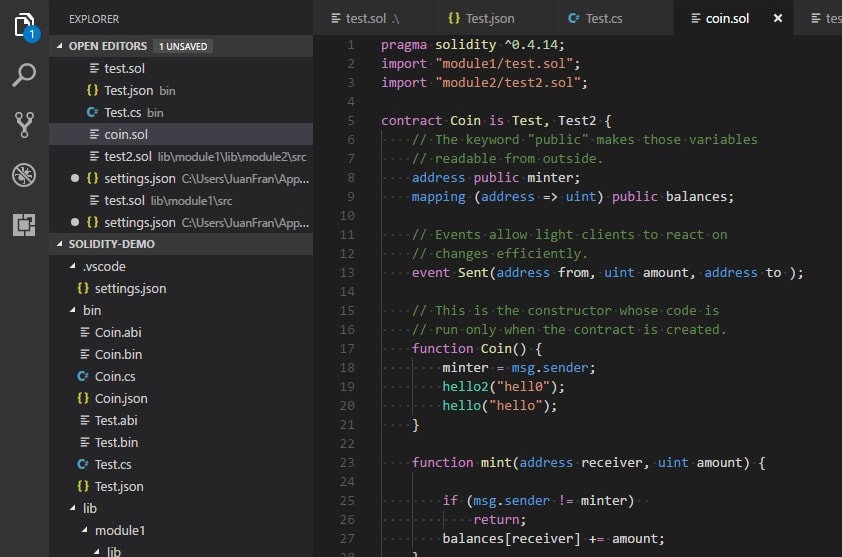 EXPLORER
OPEN EDITORS 1 UNSAVED
test.sol
Test.json bin
Test.cs bin
coin.sol
test2.sol lib\module1\lib\module2\src
settings.json C:\Users\JuanFran\App...
test.sol lib\module1\src
settings.json C:\Users\JuanFran\App...
SOLIDITY-DEMO
.vscode
settings.json
bin
Coin.abi
Coin.bin
Coin.cs
Coin.json
Test.abi
Test.bin
Test.cs
Test.json
lib
module1
lib
1
test.sol .\ Test.json Test.cs coin.sol × tes
1 pragma solidity ^0.4.14;
2 import "module1/test.sol";
3 import "module2/test2.sol";
4
5 contract Coin is Test, Test2 {
6 // The keyword "public" makes those variables
7 // readable from outside.
8 address public minter;
9 mapping (address => uint) public balances;
10
11 // Events allow light clients to react on
12 // changes efficiently.
13 event Sent(address from, uint amount, address to );
14
15 // This is the constructor whose code is
16 // run only when the contract is created.
17 function Coin() {
18 minter = msg.sender;
19 hello2("hell0");
20 hello("hello");
21 }
22
23 function mint(address receiver, uint amount) {
24
25 if (msg.sender != minter)
26 return;
27 balances[receiver] += amount;
28 }